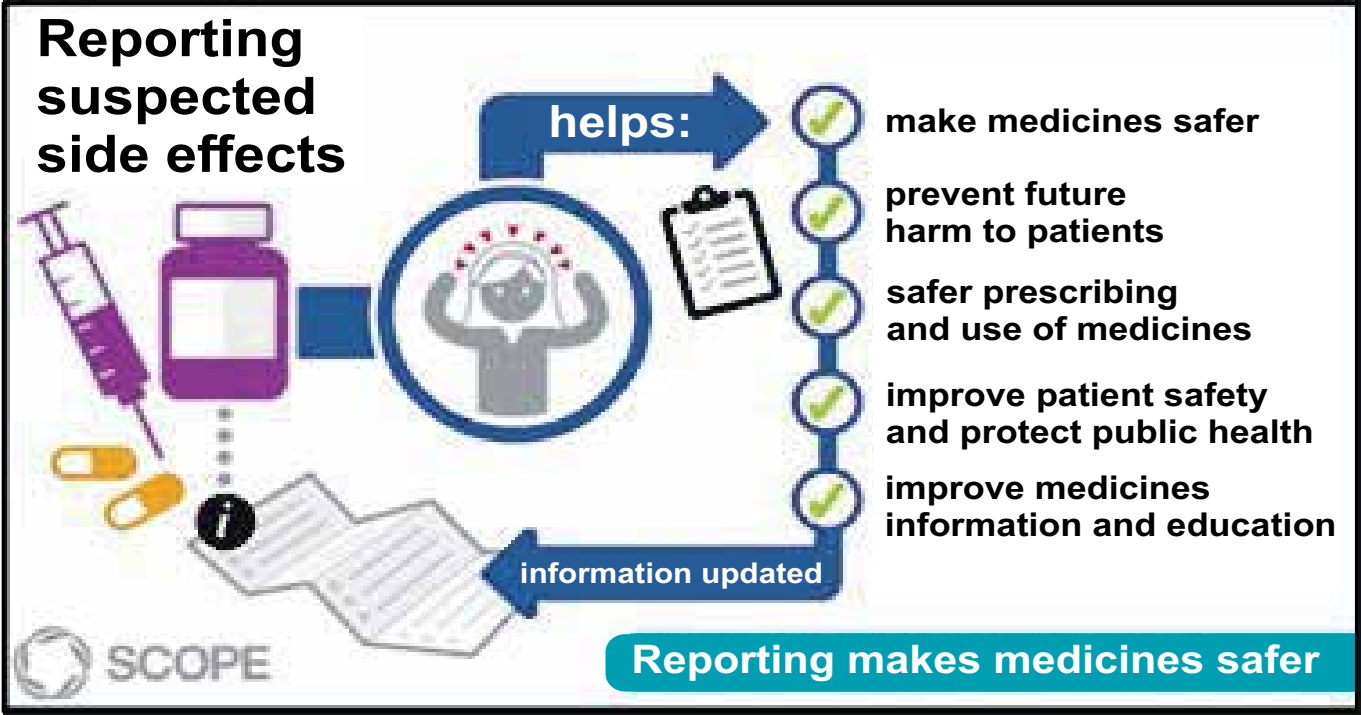 Reporting
suspected
side effects
helps:
make medicines safer
prevent future
harm to patients
safer prescribing
and use of medicines
improve patient safety
and protect public health
improve medicines
information and education
information updated
i
SCOPE
Reporting makes medicines safer